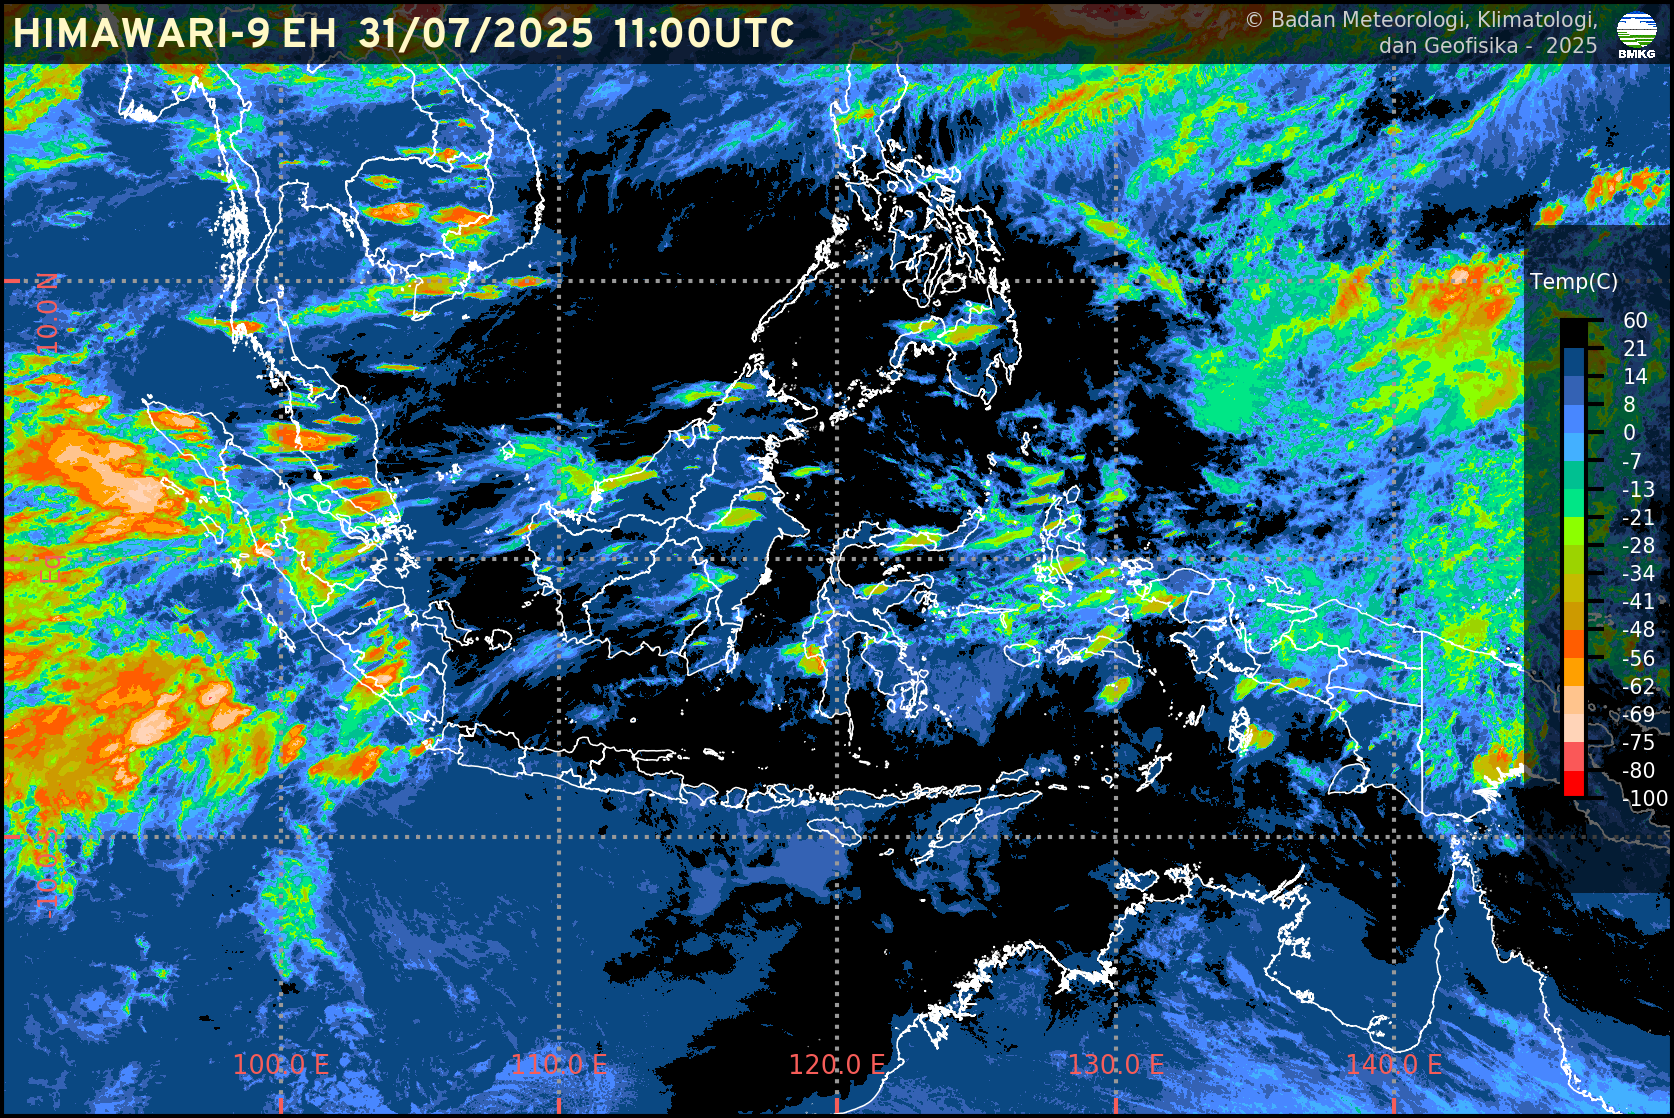 HIMAWARI-9 EH 31/07/2025 11:00UTC
© Badan Meteorologi, Klimatologi,
dan Geofisika - 2025
BMKG
Temp(C)
60
21
14
8
0
-7
-13
-21
-28
-34
-41
-48
-56
-62
-69
-75
-80
-100
10.0 N
Eq
-10.0 S
100.0 E
110.0 E
120.0 E
130.0 E
140.0 E